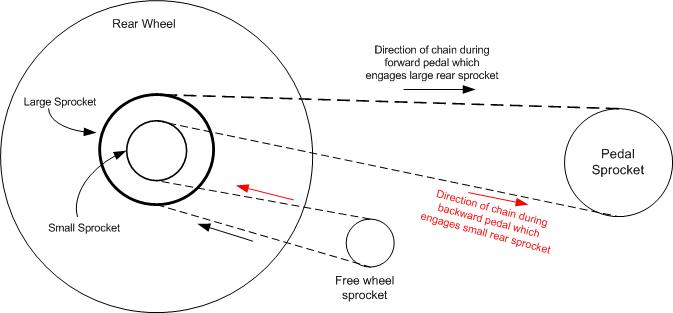 Rear Wheel
Direction of chain during
forward pedal which
engages large rear sprocket
Large Sprocket
Pedal
Sprocket
Direction of chain during
backward pedal which
engages small rear sprocket
Small Sprocket
Free wheel
sprocket